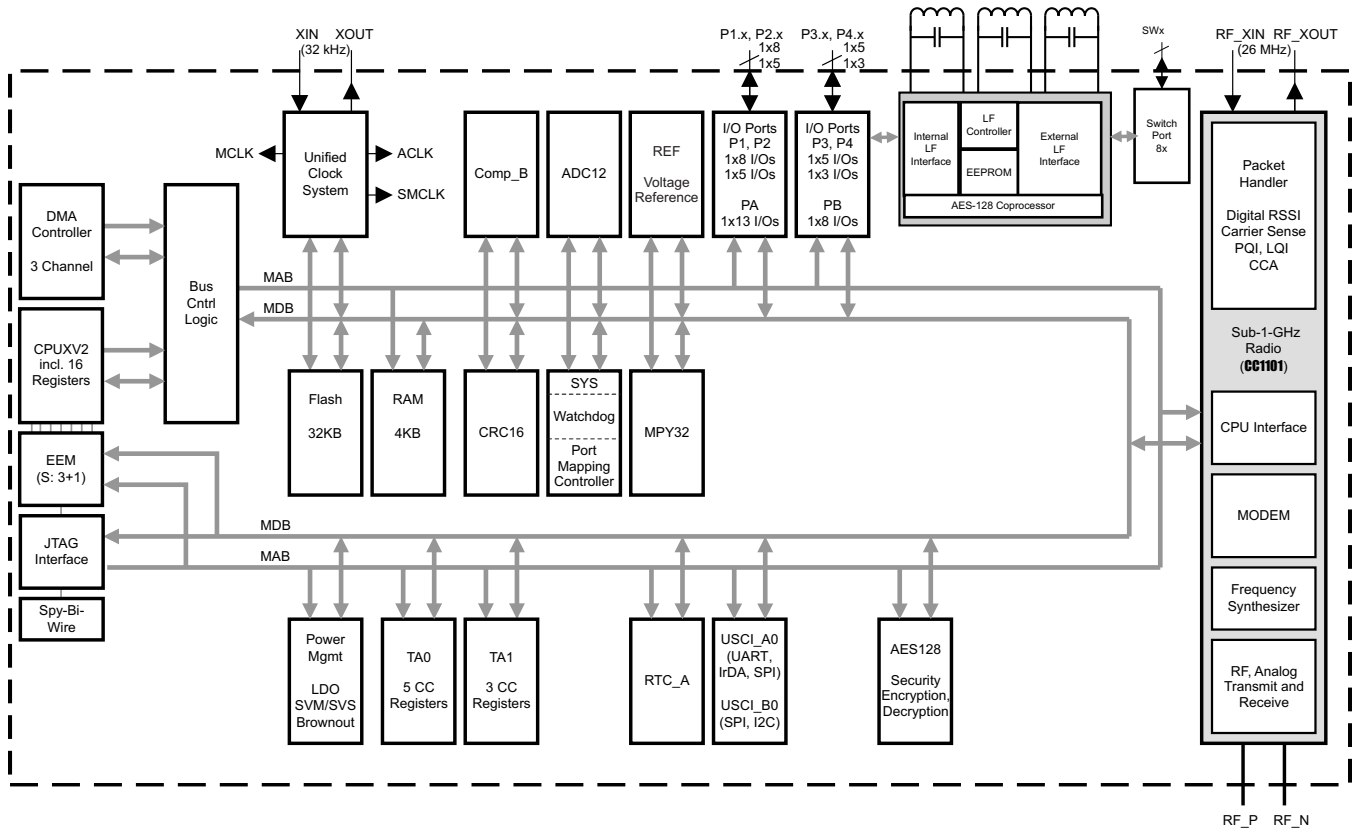 XIN XOUT
(32 kHz)
P1.x, P2.x
1x8
1x5
P3.x, P4.x
1x5
1x3
SWx
RF_XIN RF_XOUT
(26 MHz)
MCLK
Unified
Clock
System
ACLK
SMCLK
Comp_B
ADC12
REF
Voltage
Reference
I/O Ports
P1, P2
1x8 I/Os
1x5 I/Os
PA
1x13 I/Os
I/O Ports
P3, P4
1x5 I/Os
1x3 I/Os
PB
1x8 I/Os
Internal
LF
Interface
LF
Controller
EEPROM
External
LF
Interface
AES-128 Coprocessor
Switch
Port
8x
Packet
Handler
Digital RSSI
Carrier Sense
PQI, LQI
CCA
Sub-1-GHz
Radio
(CC1101)
CPU Interface
MODEM
Frequency
Synthesizer
RF, Analog
Transmit and
Receive
DMA
Controller
3 Channel
Bus
Cntrl
Logic
MAB
MDB
CPUXV2
incl. 16
Registers
EEM
(S: 3+1)
JTAG
Interface
Spy-Bi-
Wire
Flash
32KB
RAM
4KB
CRC16
SYS
Watchdog
Port
Mapping
Controller
MPY32
MDB
MAB
Power
Mgmt
LDO
SVM/SVS
Brownout
TA0
5 CC
Registers
TA1
3 CC
Registers
RTC_A
USCI_A0
(UART,
IrDA, SPI)
USCI_B0
(SPI, I2C)
AES128
Security
Encryption,
Decryption
RF_P RF_N